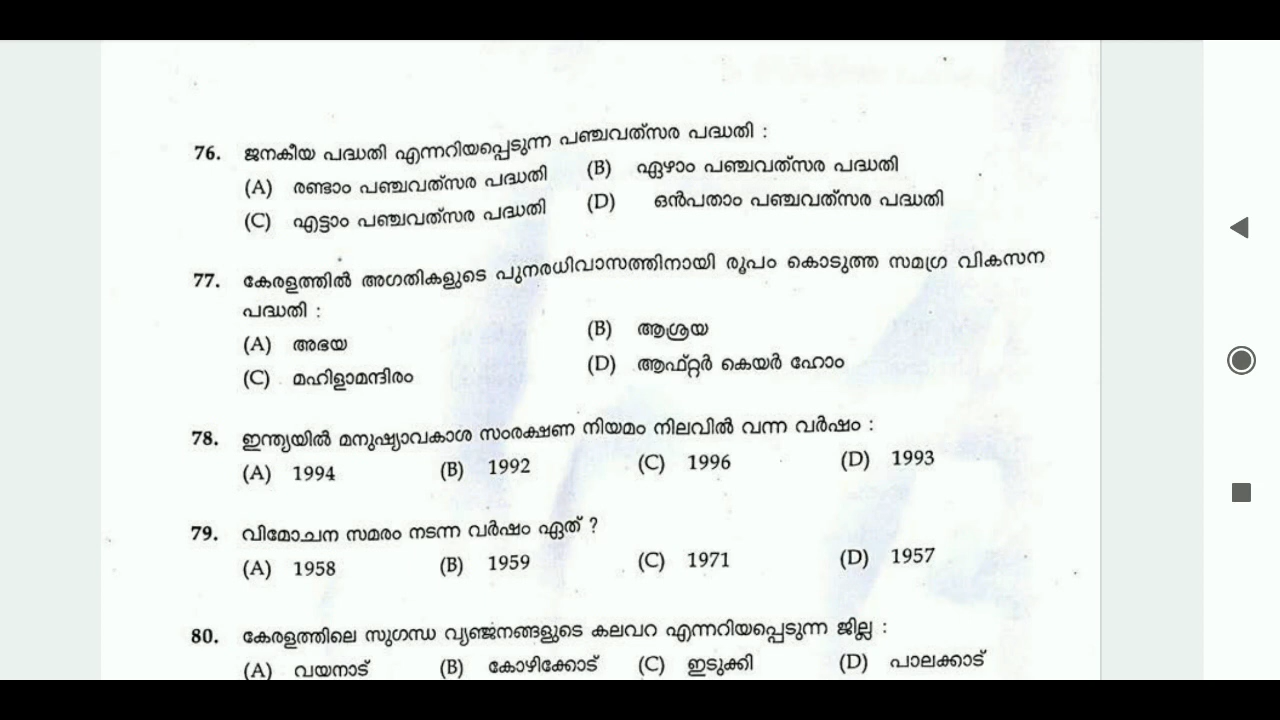 76. ജനകീയ പദ്ധതി എന്നറിയപ്പെടുന്ന പഞ്ചവത്സര പദ്ധതി :
(A) രണ്ടാം പഞ്ചവത്സര പദ്ധതി (B) ഏഴാം പഞ്ചവത്സര പദ്ധതി
(C) എട്ടാം പഞ്ചവത്സര പദ്ധതി (D) ഒൻപതാം പഞ്ചവത്സര പദ്ധതി
77. കേരളത്തിൽ അഗതികളുടെ പുനരധിവാസത്തിനായി രൂപം കൊടുത്ത സമഗ്ര വികസന
പദ്ധതി :
(A) അഭയ (B) ആശ്രയ
(C) മഹിളാമന്ദിരം (D) ആഫ്റ്റർ കെയർ ഹോം
78. ഇന്ത്യയിൽ മനുഷ്യാവകാശ സംരക്ഷണ നിയമം നിലവിൽ വന്ന വർഷം :
(A) 1994 (B) 1992 (C) 1996 (D) 1993
79. വിമോചന സമരം നടന്ന വർഷം ഏത് ?
(A) 1958 (B) 1959 (C) 1971 (D) 1957
80. കേരളത്തിലെ സുഗന്ധ വ്യഞ്ജനങ്ങളുടെ കലവറ എന്നറിയപ്പെടുന്ന ജില്ല :
(A) വയനാട് (B) കോഴിക്കോട് (C) ഇടുക്കി (D) പാലക്കാട്